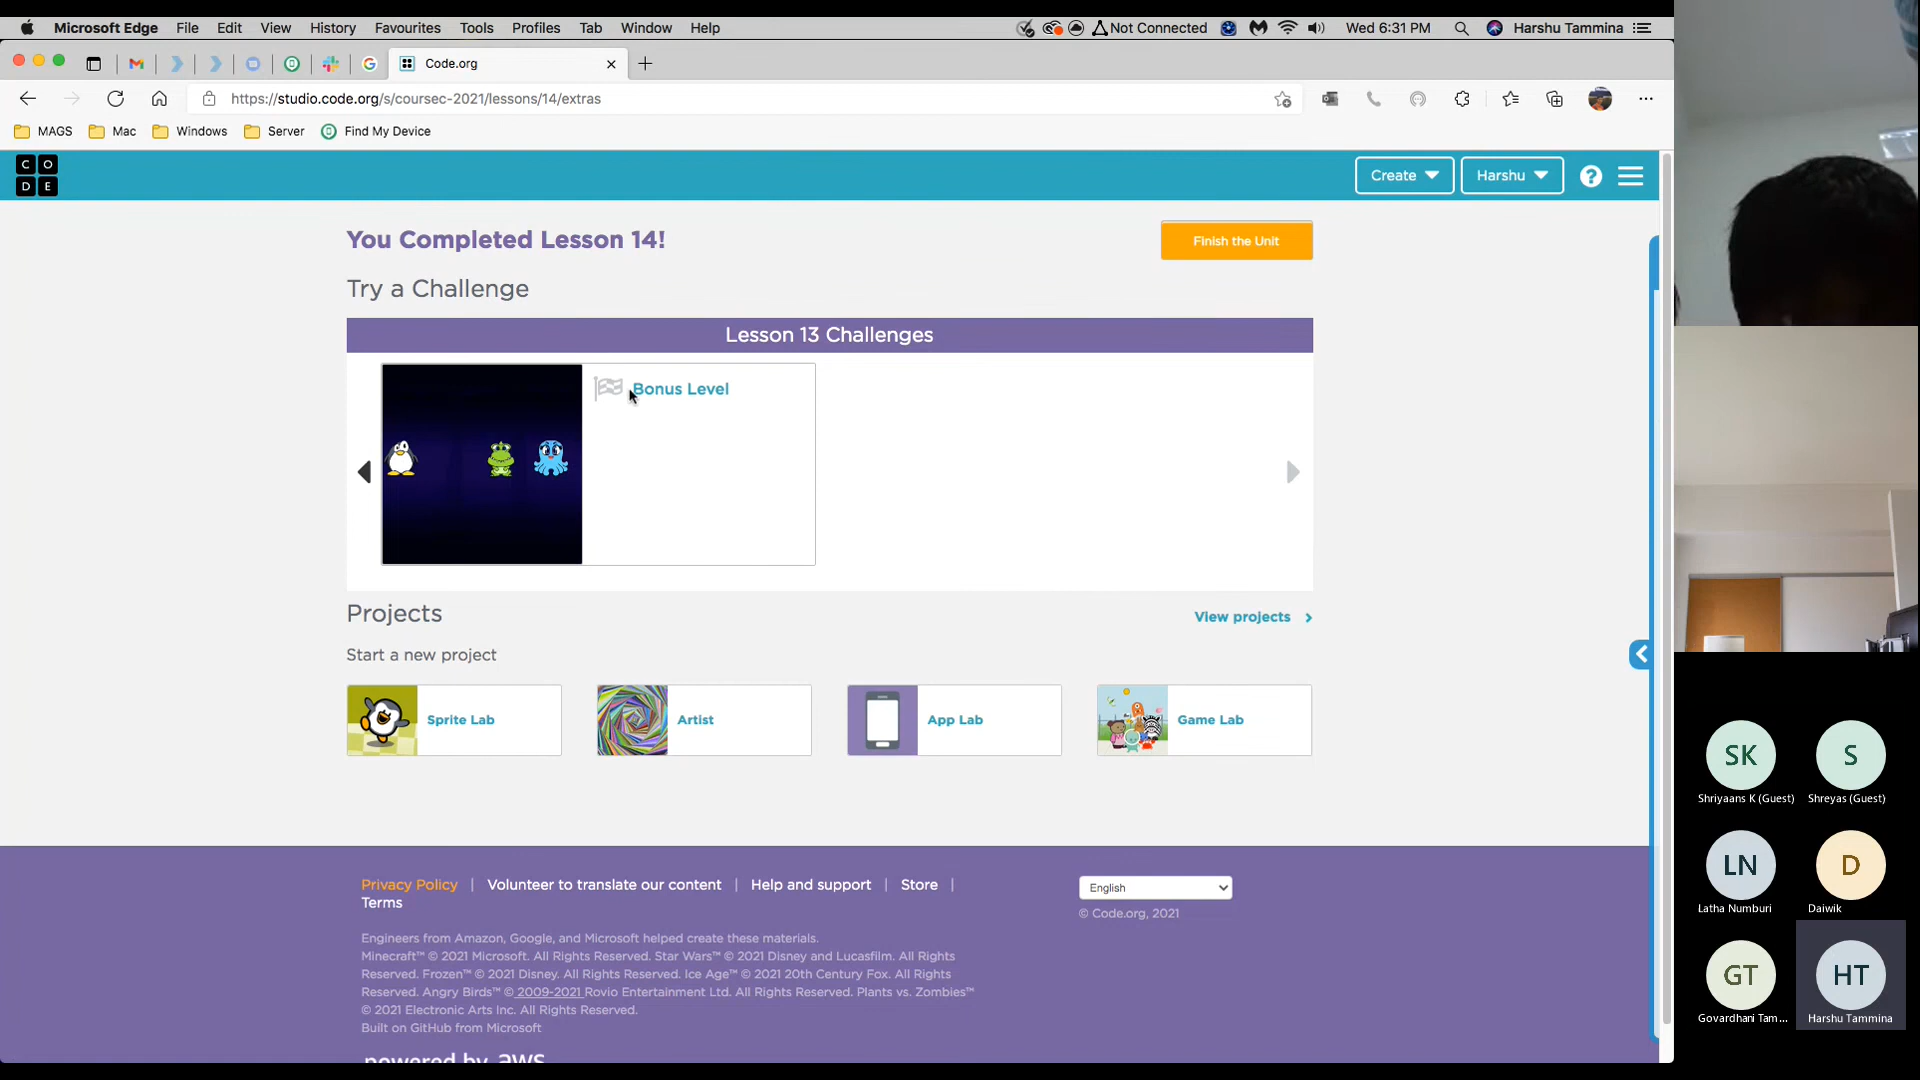 Microsoft Edge File Edit View History Favourites Tools Profiles Tab Window Help Not Connected Wed 6:31 PM Harshu Tammina
Code.org
https://studio.code.org/s/coursec-2021/lessons/14/extras
MAGS Mac Windows Server Find My Device
C O
D E
Create Harshu ?
You Completed Lesson 14!
Finish the Unit
Try a Challenge
Lesson 13 Challenges
Bonus Level
Projects
View projects
Start a new project
Sprite Lab Artist App Lab Game Lab
Privacy Policy | Volunteer to translate our content | Help and support | Store |
Terms
English
© Code.org, 2021
Engineers from Amazon, Google, and Microsoft helped create these materials.
Minecraft™ © 2021 Microsoft. All Rights Reserved. Star Wars™ © 2021 Disney and Lucasfilm. All Rights
Reserved. Frozen™ © 2021 Disney. All Rights Reserved. Ice Age™ © 2021 20th Century Fox. All Rights
Reserved. Angry Birds™ © 2009-2021 Rovio Entertainment Ltd. All Rights Reserved. Plants vs. Zombies™
© 2021 Electronic Arts Inc. All Rights Reserved.
Built on GitHub from Microsoft
powered by aws
SK S
Shriyaans K (Guest) Shreyas (Guest)
LN D
Latha Numburi Daiwik
GT HT
Govardhani Tam... Harshu Tammina